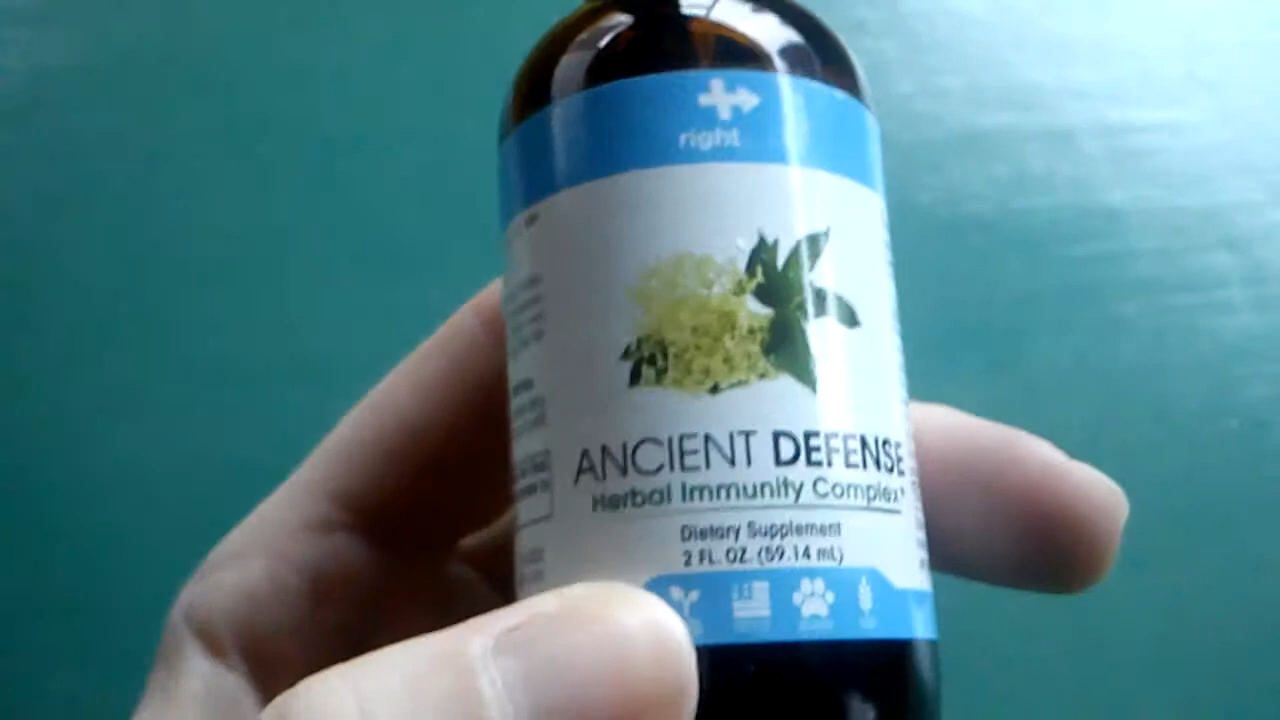 right
ANCIENT DEFENSE
Herbal Immunity Complex*
Dietary Supplement
2 FL. OZ. (59.14 mL)